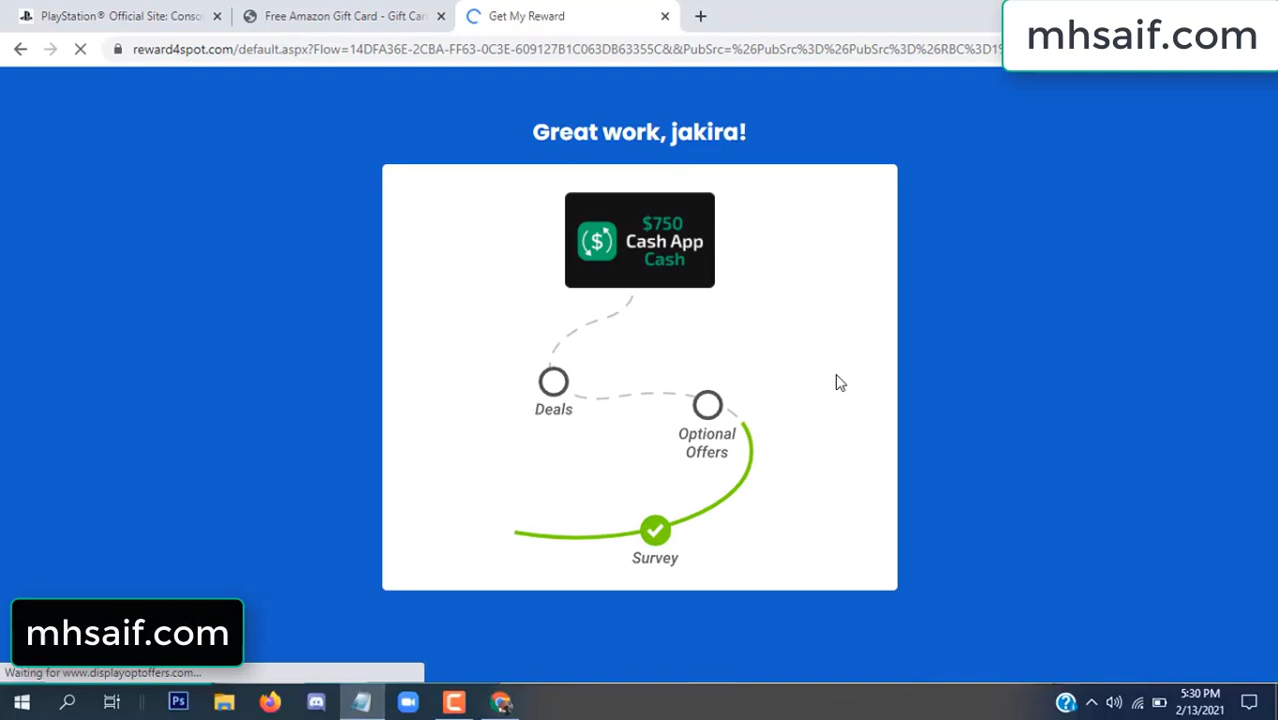 PlayStation® Official Site: Conso
Free Amazon Gift Card - Gift Car
Get My Reward
mhsaif.com
reward4spot.com/default.aspx?Flow=14DFA36E-2CBA-FF63-0C3E-609127B1C063DB63355C&&PubSrc=%26PubSrc%3D%26PubSrc%3D%26RBC%3D1%
Great work, jakira!
$750
Cash App
Cash
Deals
Optional
Offers
Survey
mhsaif.com
Waiting for www.displayoptoffers.com...
Ps
5:30 PM
2/13/2021